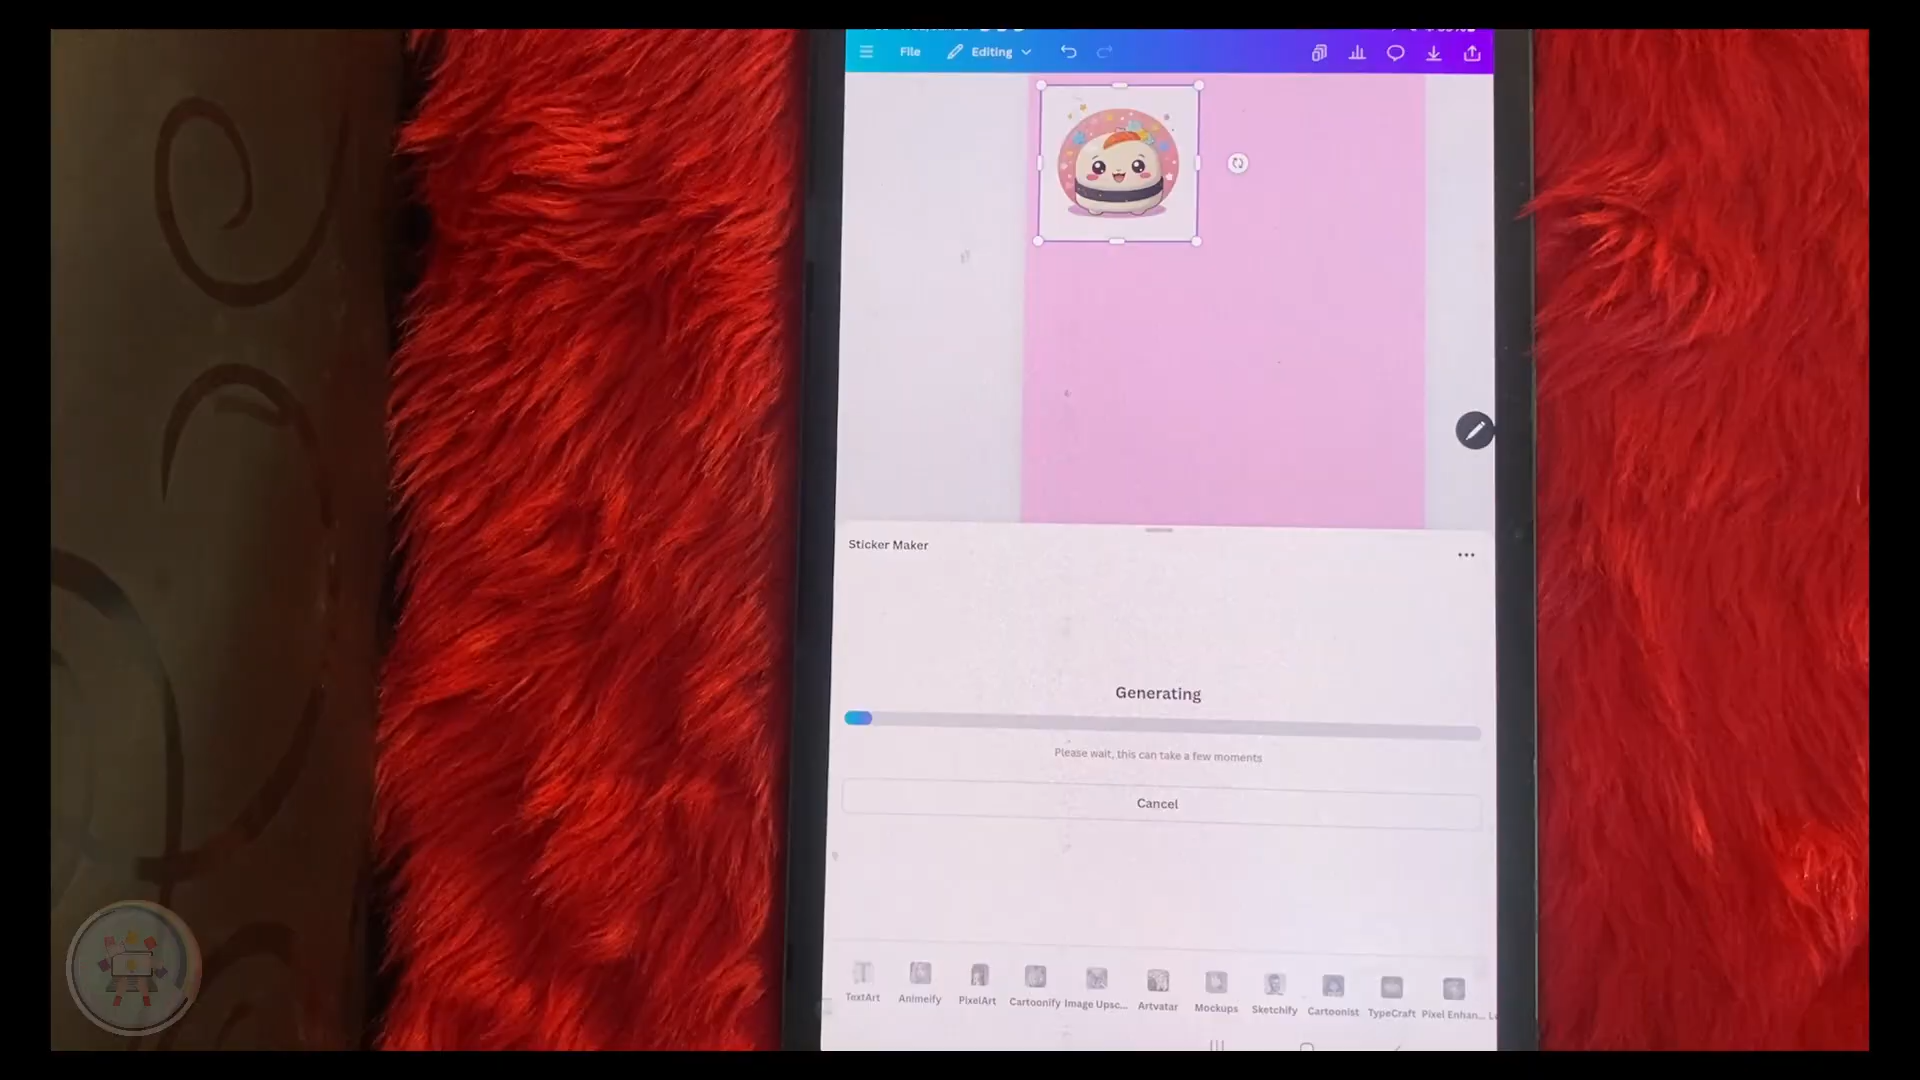 File Editing
Sticker Maker
Generating
Please wait, this can take a few moments
Cancel
TextArt Animeify PixelArt Cartoonify Image Upsc... Artvatar Mockups Sketchify Cartoonist TypeCraft Pixel Enhan...